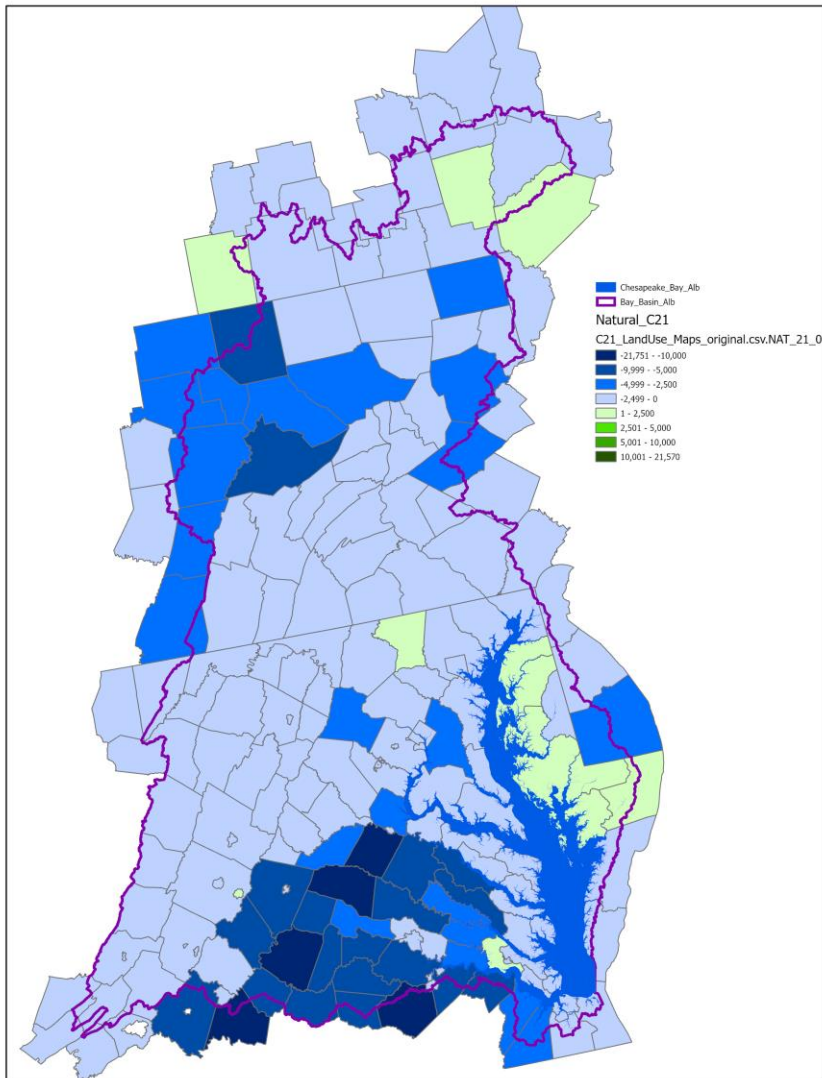 Chesapeake_Bay_Alb
Bay_Basin_Alb
Natural_C21
C21_LandUse_Maps_original.csv.NAT_21_0
-21,751 - -10,000
-9,999 - -5,000
-4,999 - -2,500
-2,499 - 0
1 - 2,500
2,501 - 5,000
5,001 - 10,000
10,001 - 21,570